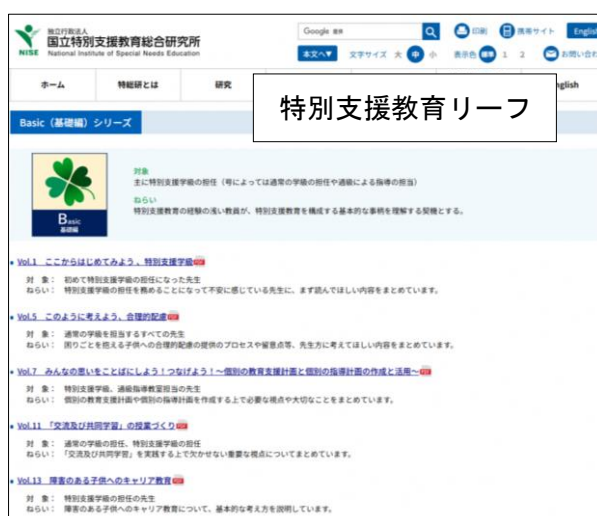 独立行政法人
国立特別支援教育総合研究所
NISE National Institute of Special Needs Education
Google 検索
印刷
携帯サイト
English
本文へ▼
文字サイズ 大 中 小
表示色 標準 1 2
お問い合わ
ホーム
特総研とは
研究
nglish
特別支援教育リーフ
Basic（基礎編）シリーズ
Basic
基礎編
対象
主に特別支援学級の担任（号によっては通常の学級の担任や通級による指導の担当）
ねらい
特別支援教育の経験の浅い教員が、特別支援教育を構成する基本的な事柄を理解する契機とする。
Vol.1 ここからはじめてみよう、特別支援学級
対 象： 初めて特別支援学級の担任になった先生
ねらい： 特別支援学級の担任を務めることになって不安に感じている先生に、まず読んでほしい内容をまとめています。
Vol.5 このように考えよう、合理的配慮
対 象： 通常の学級を担当するすべての先生
ねらい： 困りごとを抱える子供への合理的配慮の提供のプロセスや留意点等、先生方に考えてほしい内容をまとめています。
Vol.7 みんなの思いをことばにしよう！つなげよう！～個別の教育支援計画と個別の指導計画の作成と活用～
対 象： 特別支援学級、通級指導教室担当の先生
ねらい： 個別の教育支援計画や個別の指導計画を作成する上で必要な視点や大切なことをまとめています。
Vol.11 「交流及び共同学習」の授業づくり
対 象： 通常の学級の担任、特別支援学級の担任
ねらい： 「交流及び共同学習」を実践する上で欠かせない重要な視点についてまとめています。
Vol.13 障害のある子供へのキャリア教育
対 象： 特別支援学級の担任の先生
ねらい： 障害のある子供へのキャリア教育について、基本的な考え方を説明しています。